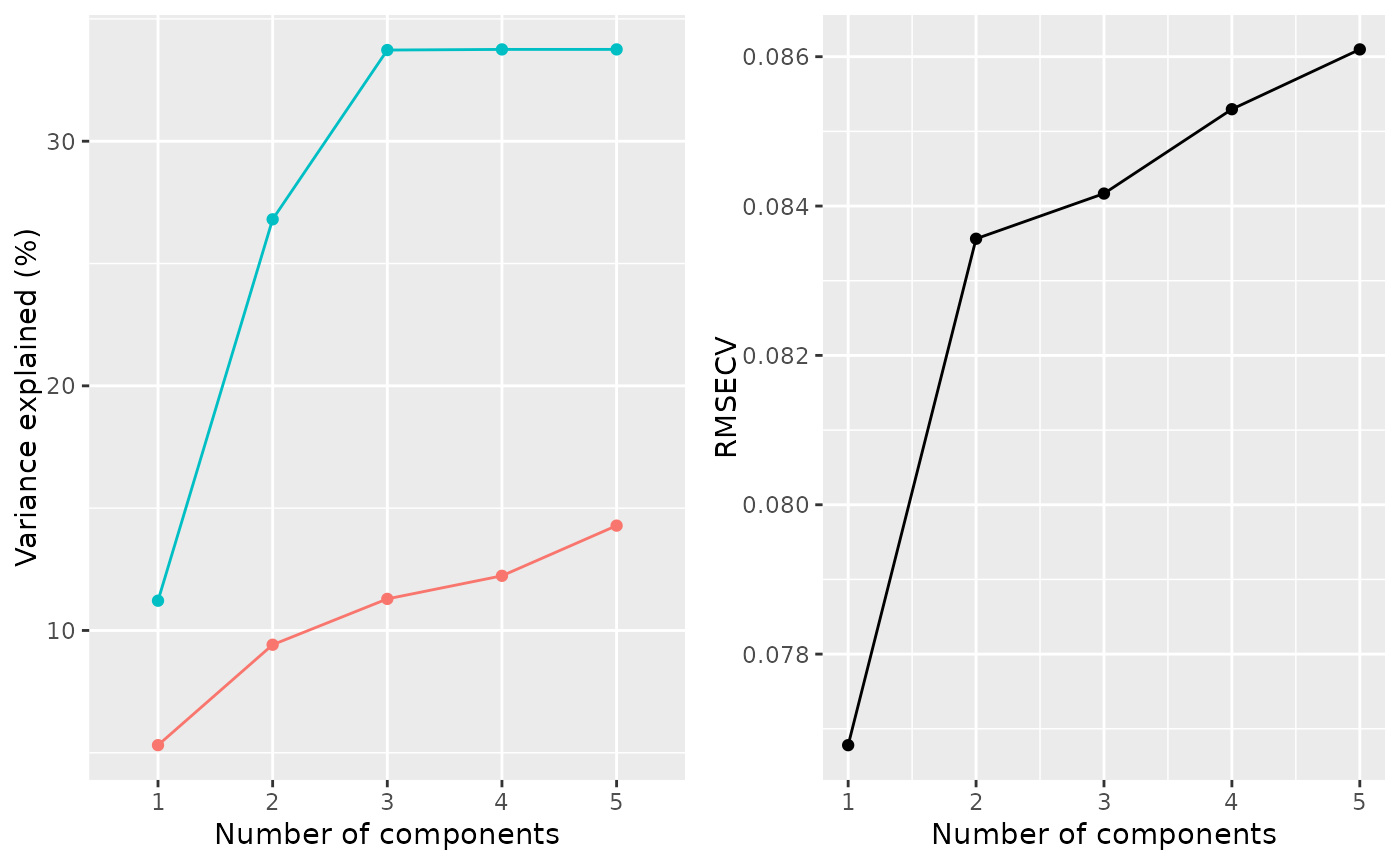 Variance explained (%)
30
20
10
1 2 3 4 5
Number of components
RMSECV
0.086
0.084
0.082
0.080
0.078
1 2 3 4 5
Number of components